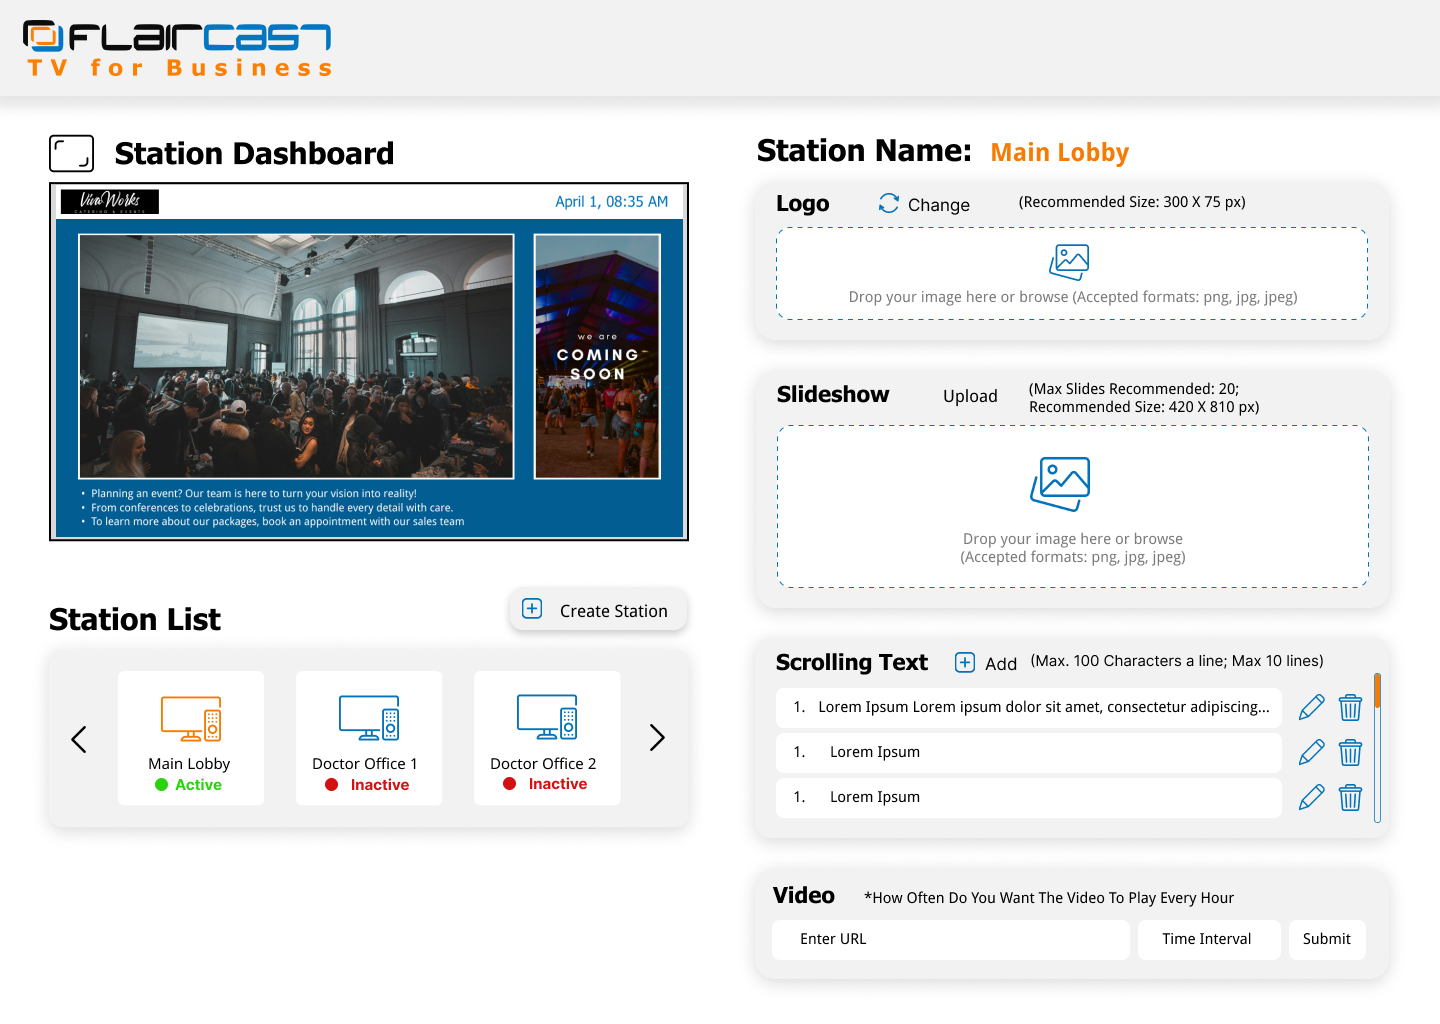 FLAIRCAST
TV for Business
Station Dashboard
VivaWorks
CATERING & EVENTS
April 1, 08:35 AM
we are
COMING
SOON
• Planning an event? Our team is here to turn your vision into reality!
• From conferences to celebrations, trust us to handle every detail with care.
• To learn more about our packages, book an appointment with our sales team
Station List
Create Station
Main Lobby
Active
Doctor Office 1
Inactive
Doctor Office 2
Inactive
Station Name: Main Lobby
Logo
Change
(Recommended Size: 300 X 75 px)
Drop your image here or browse (Accepted formats: png, jpg, jpeg)
Slideshow
Upload
(Max Slides Recommended: 20;
Recommended Size: 420 X 810 px)
Drop your image here or browse
(Accepted formats: png, jpg, jpeg)
Scrolling Text
Add
(Max. 100 Characters a line; Max 10 lines)
1. Lorem Ipsum Lorem ipsum dolor sit amet, consectetur adipiscing...
1. Lorem Ipsum
1. Lorem Ipsum
Video
*How Often Do You Want The Video To Play Every Hour
Enter URL
Time Interval
Submit